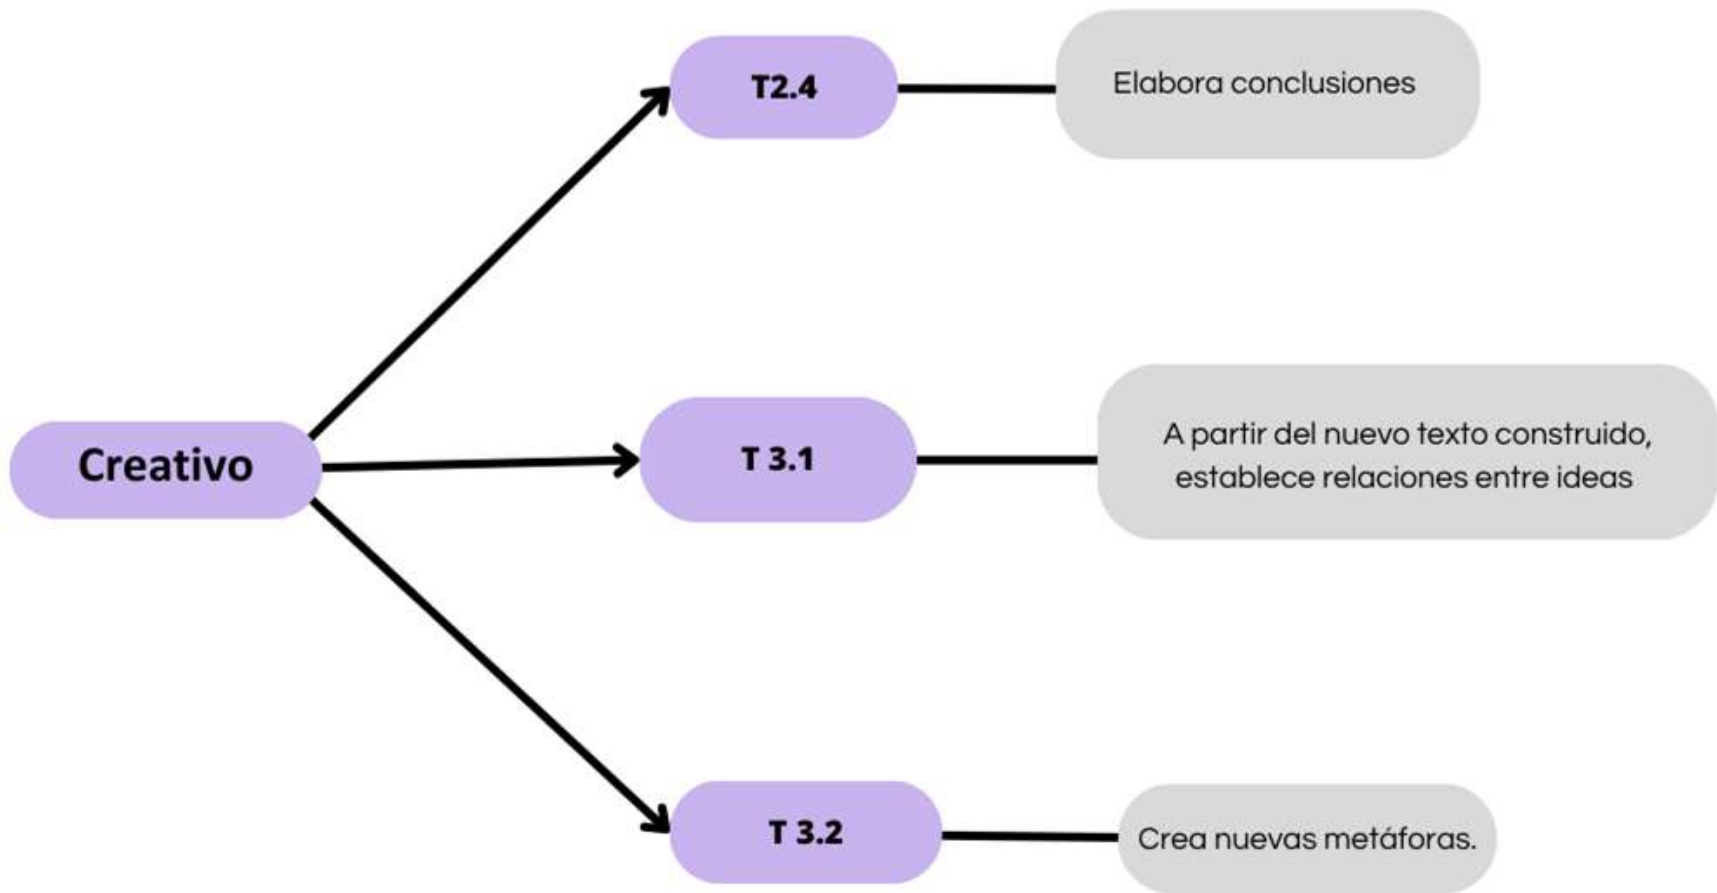 T2.4
Elabora conclusiones
Creativo
T 3.1
A partir del nuevo texto construido,
establece relaciones entre ideas
T 3.2
Crea nuevas metáforas.